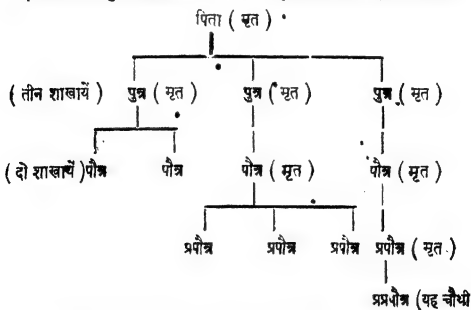 पिता ( मृत )
( तीन शाखायें ) पुत्र ( मृत ) पुत्र ( मृत ) पुत्र ( मृत )
( दो शाखायें ) पौत्र पौत्र पौत्र ( मृत ) पौत्र ( मृत )
प्रपौत्र प्रपौत्र प्रपौत्र प्रपौत्र ( मृत )
प्रप्रपौत्र ( यह चौथी